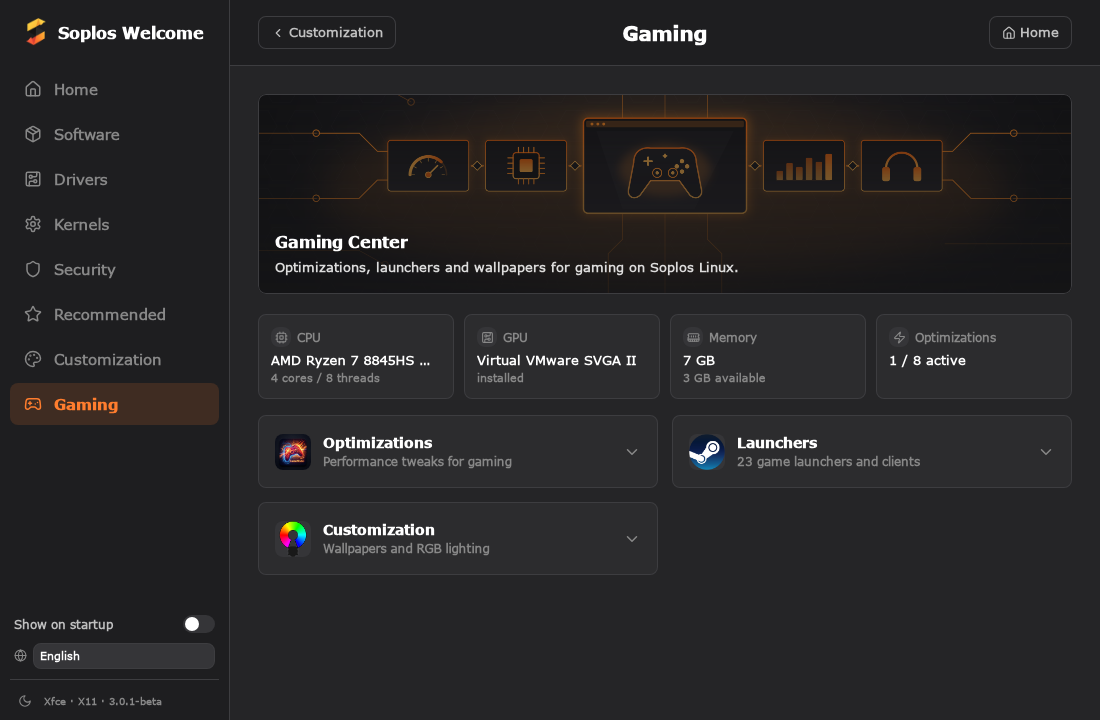 Soplos Welcome
Home
Software
Drivers
Kernels
Security
Recommended
Customization
Gaming
Show on startup
English
Xfce · X11 · 3.0.1-beta
Customization
Gaming
Home
Gaming Center
Optimizations, launchers and wallpapers for gaming on Soplos Linux.
CPU
AMD Ryzen 7 8845HS ...
4 cores / 8 threads
GPU
Virtual VMware SVGA II
installed
Memory
7 GB
3 GB available
Optimizations
1 / 8 active
Optimizations
Performance tweaks for gaming
Launchers
23 game launchers and clients
Customization
Wallpapers and RGB lighting